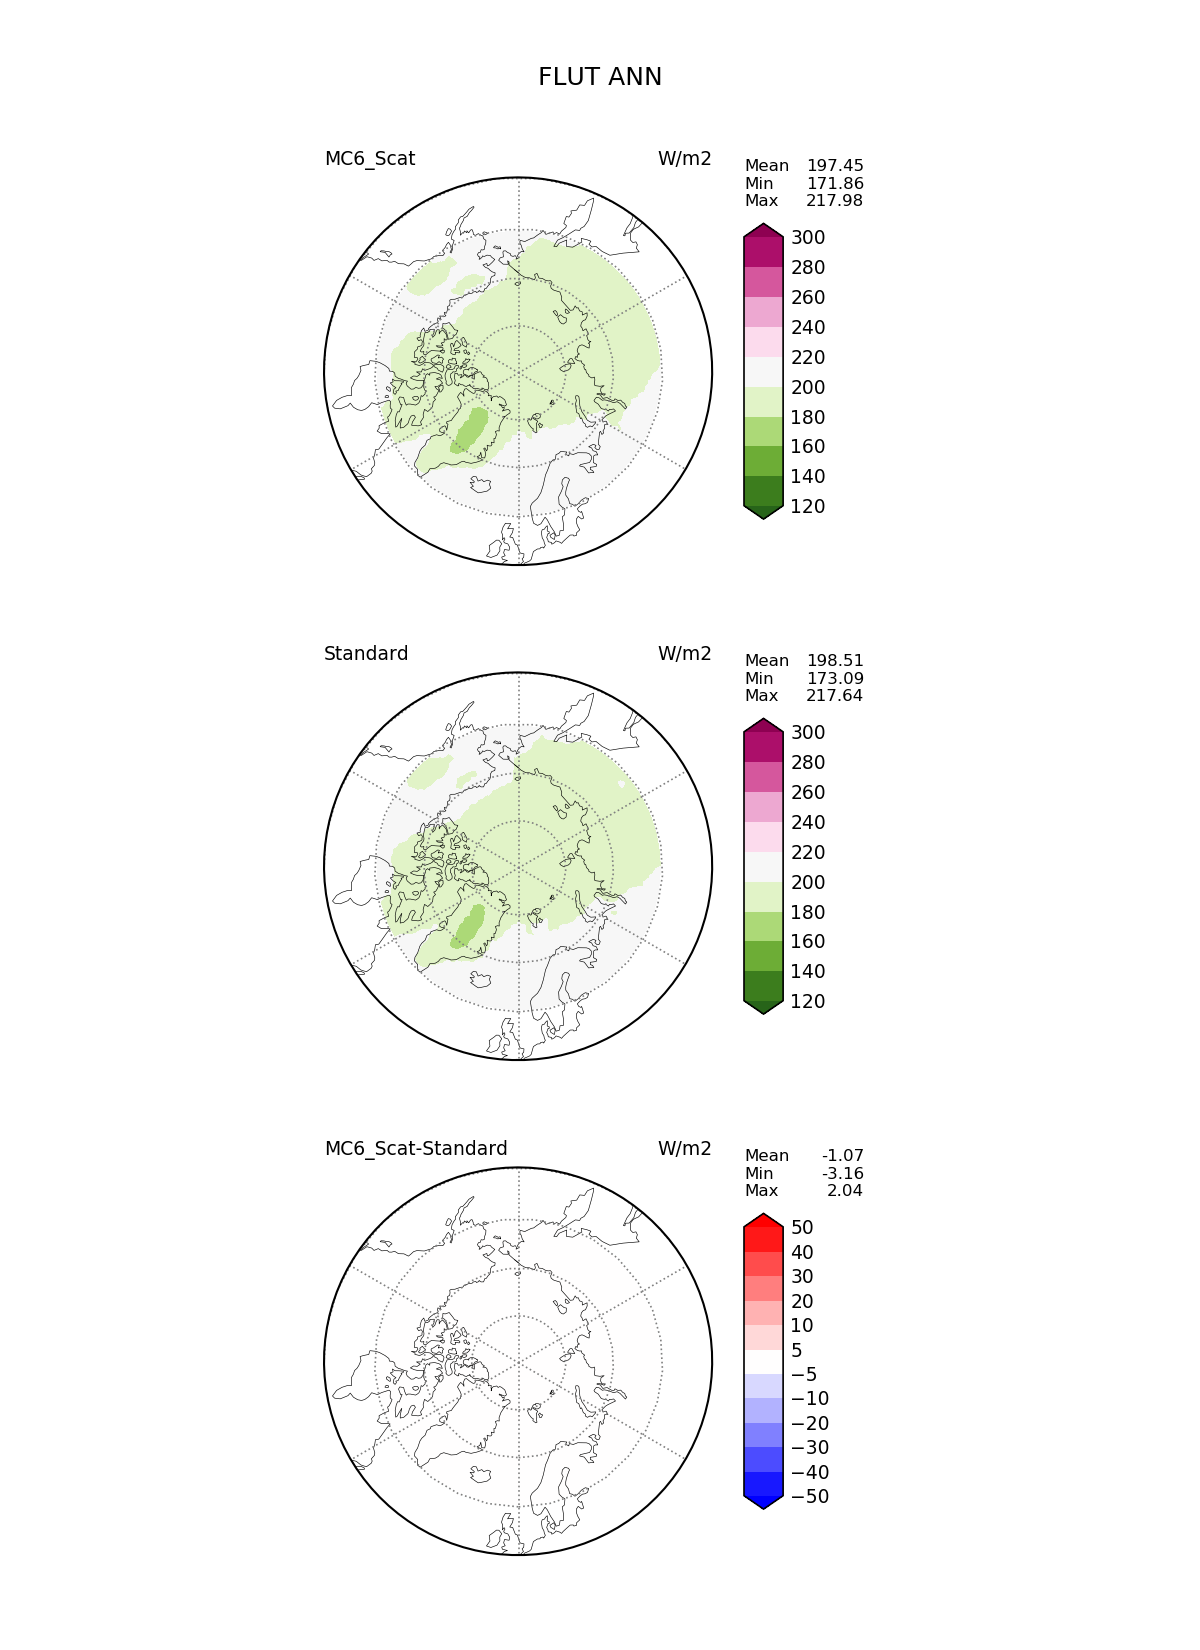 FLUT ANN
MC6_Scat W/m2
Mean 197.45
Min 171.86
Max 217.98
300
280
260
240
220
200
180
160
140
120
Standard W/m2
Mean 198.51
Min 173.09
Max 217.64
300
280
260
240
220
200
180
160
140
120
MC6_Scat-Standard W/m2
Mean -1.07
Min -3.16
Max 2.04
50
40
30
20
10
5
−5
−10
−20
−30
−40
−50